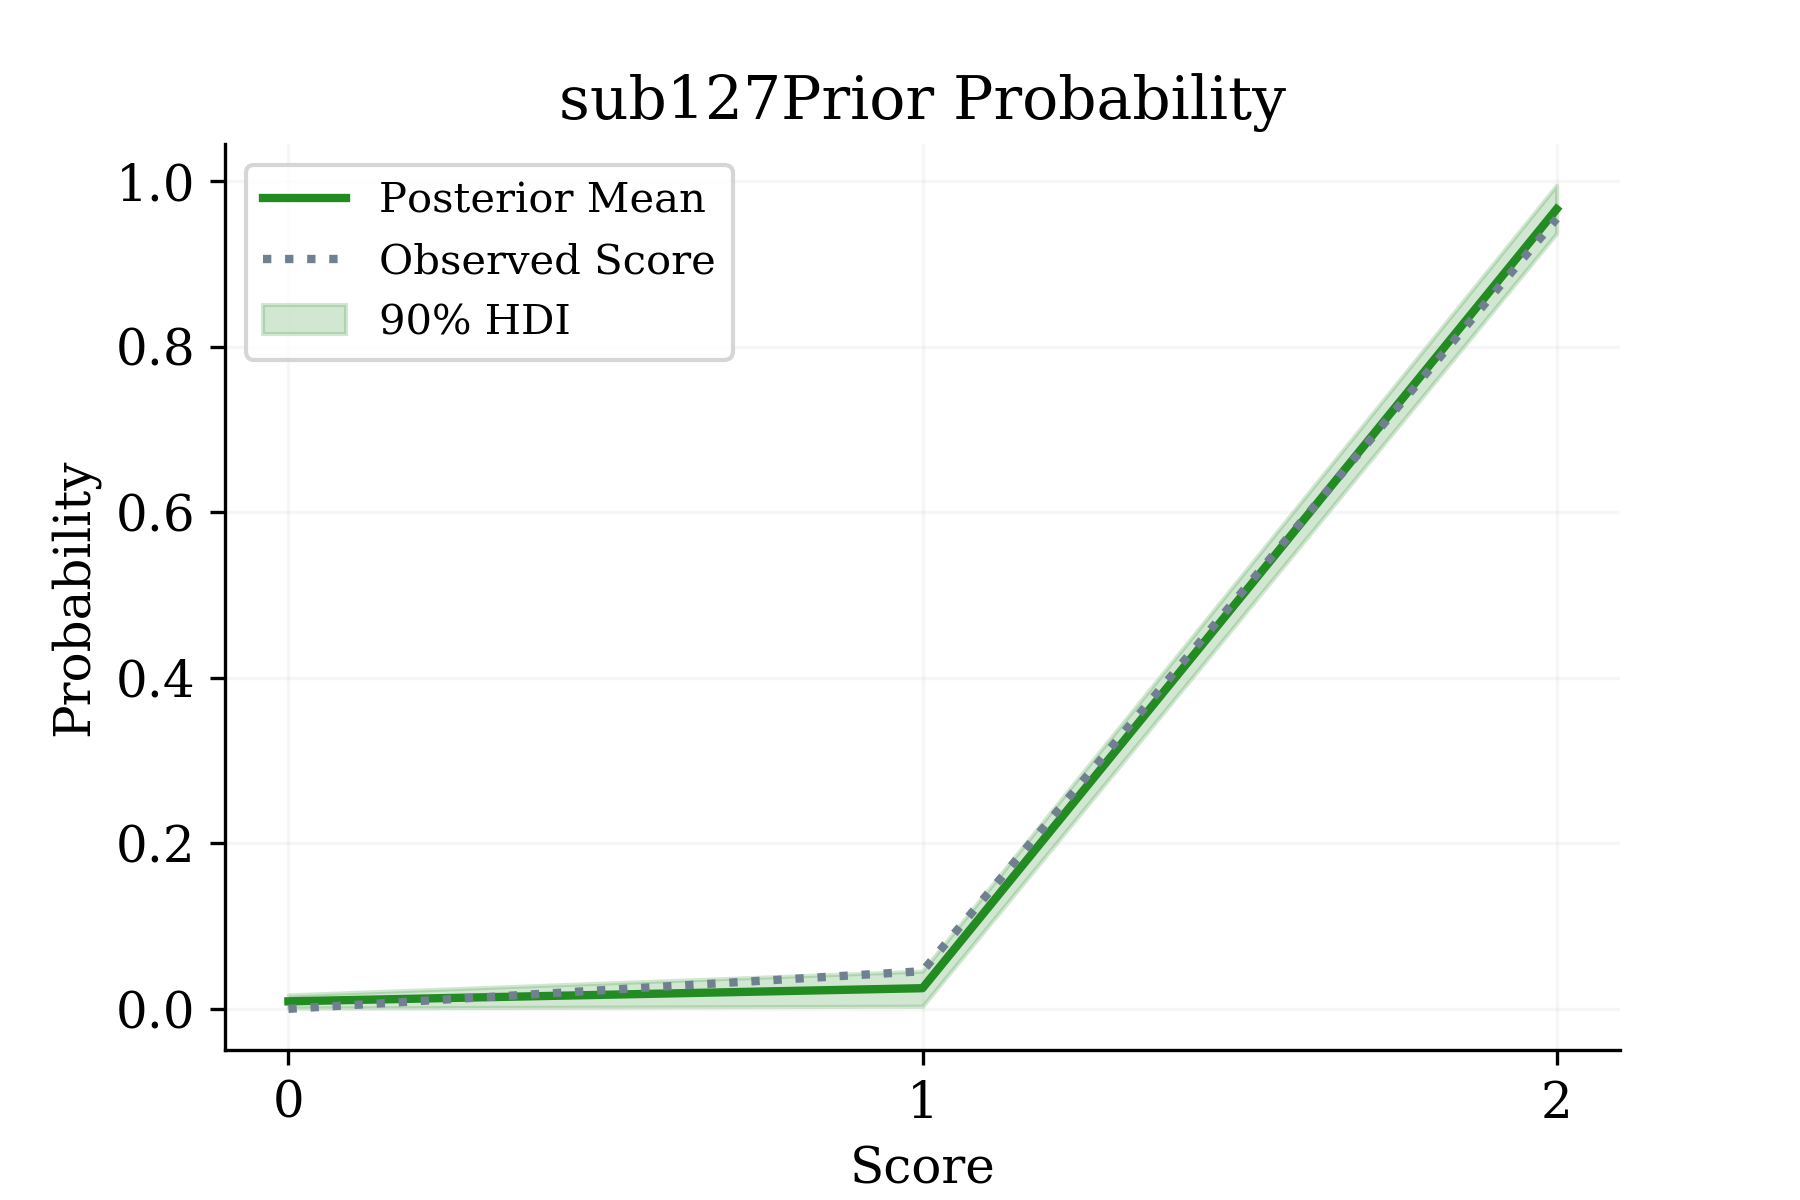 sub127Prior Probability
1.0
0.8
0.6
0.4
0.2
0.0
Probability
Posterior Mean
Observed Score
90% HDI
0 1 2
Score